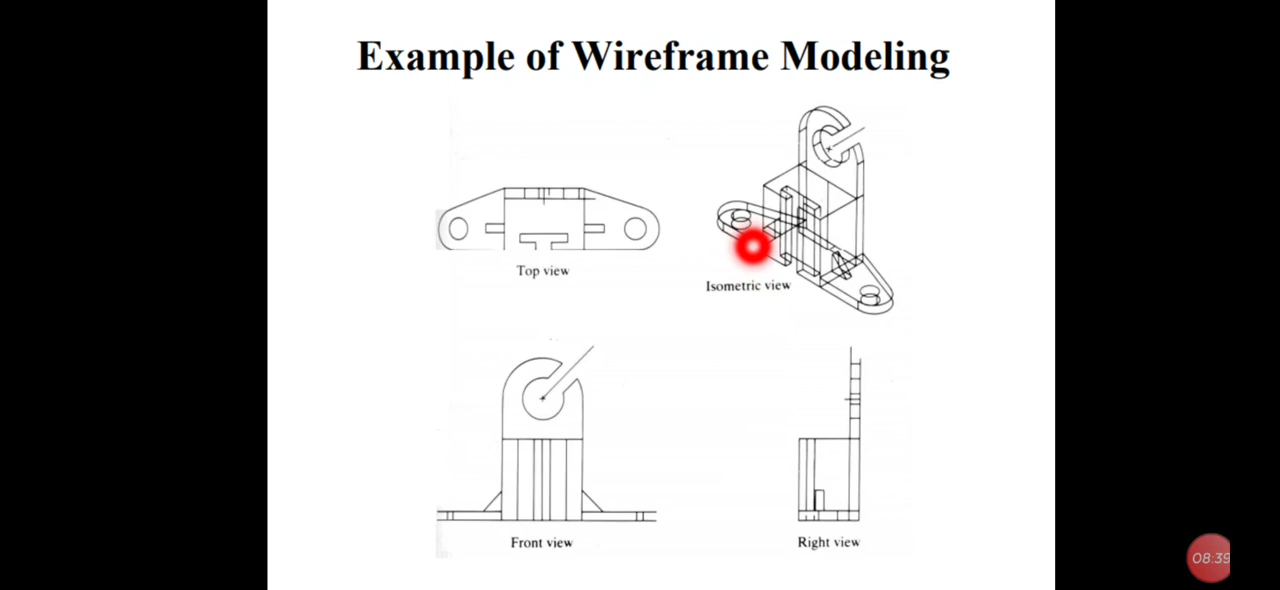 Example of Wireframe Modeling
Top view
Isometric view
Front view
Right view
08:39